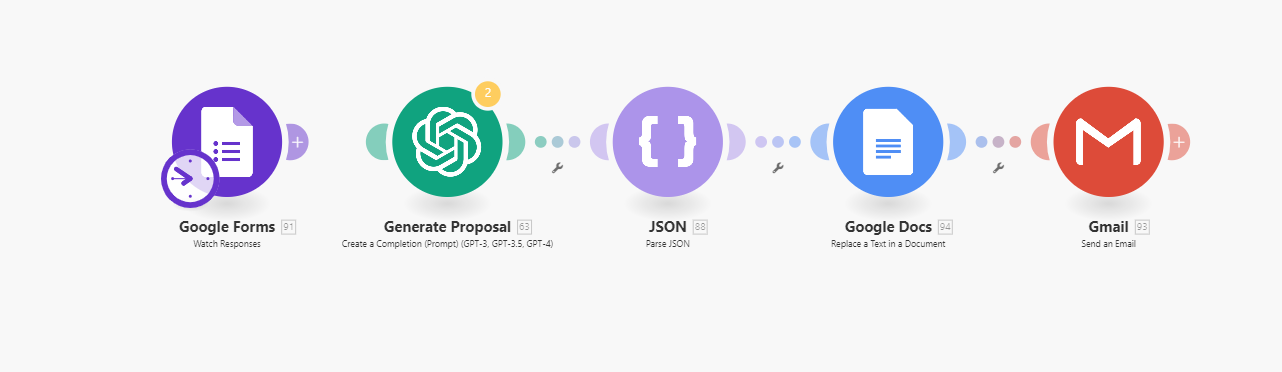 2
Google Forms 91
Watch Responses
Generate Proposal 63
Create a Completion (Prompt) (GPT-3, GPT-3.5, GPT-4)
JSON 88
Parse JSON
Google Docs 94
Replace a Text in a Document
Gmail 93
Send an Email